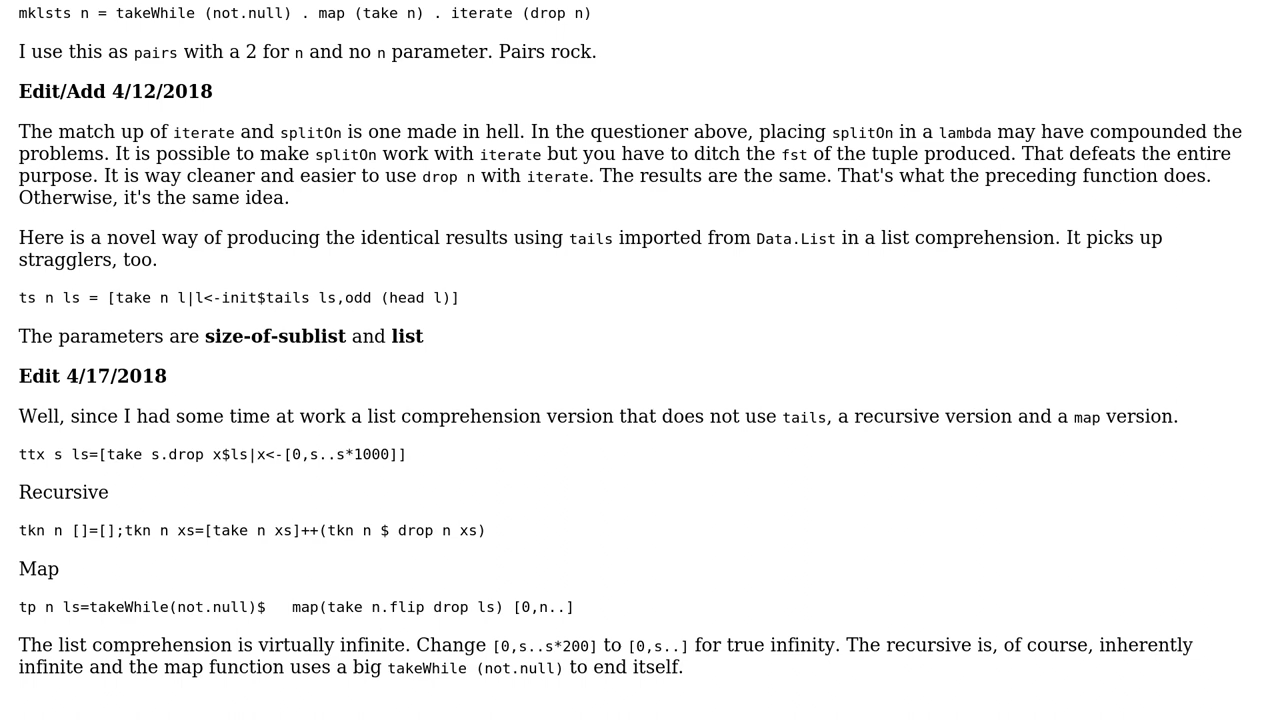 mklsts n = takeWhile (not.null) . map (take n) . iterate (drop n)
I use this as pairs with a 2 for n and no n parameter. Pairs rock.
Edit/Add 4/12/2018
The match up of iterate and splitOn is one made in hell. In the questioner above, placing splitOn in a lambda may have compounded the
problems. It is possible to make splitOn work with iterate but you have to ditch the fst of the tuple produced. That defeats the entire
purpose. It is way cleaner and easier to use drop n with iterate. The results are the same. That's what the preceding function does.
Otherwise, it's the same idea.
Here is a novel way of producing the identical results using tails imported from Data.List in a list comprehension. It picks up
stragglers, too.
ts n ls = [take n l|l<-init$tails ls,odd (head l)]
The parameters are size-of-sublist and list
Edit 4/17/2018
Well, since I had some time at work a list comprehension version that does not use tails, a recursive version and a map version.
ttx s ls=[take s.drop x$ls|x<-[0,s..s*1000]]
Recursive
tkn n []=[];tkn n xs=[take n xs]++(tkn n $ drop n xs)
Map
tp n ls=takeWhile(not.null)$   map(take n.flip drop ls) [0,n..]
The list comprehension is virtually infinite. Change [0,s..s*200] to [0,s..] for true infinity. The recursive is, of course, inherently
infinite and the map function uses a big takeWhile (not.null) to end itself.